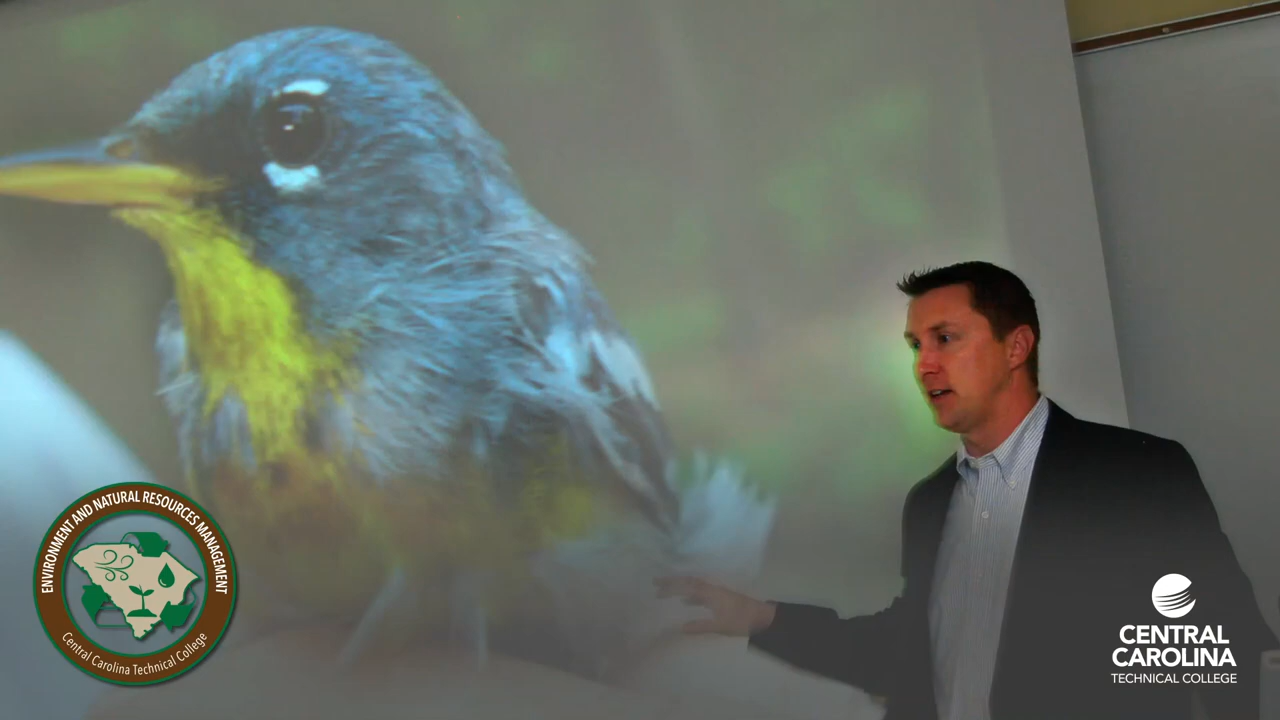 ENVIRONMENT AND NATURAL RESOURCES MANAGEMENT
Central Carolina Technical College
CENTRAL
CAROLINA
TECHNICAL COLLEGE